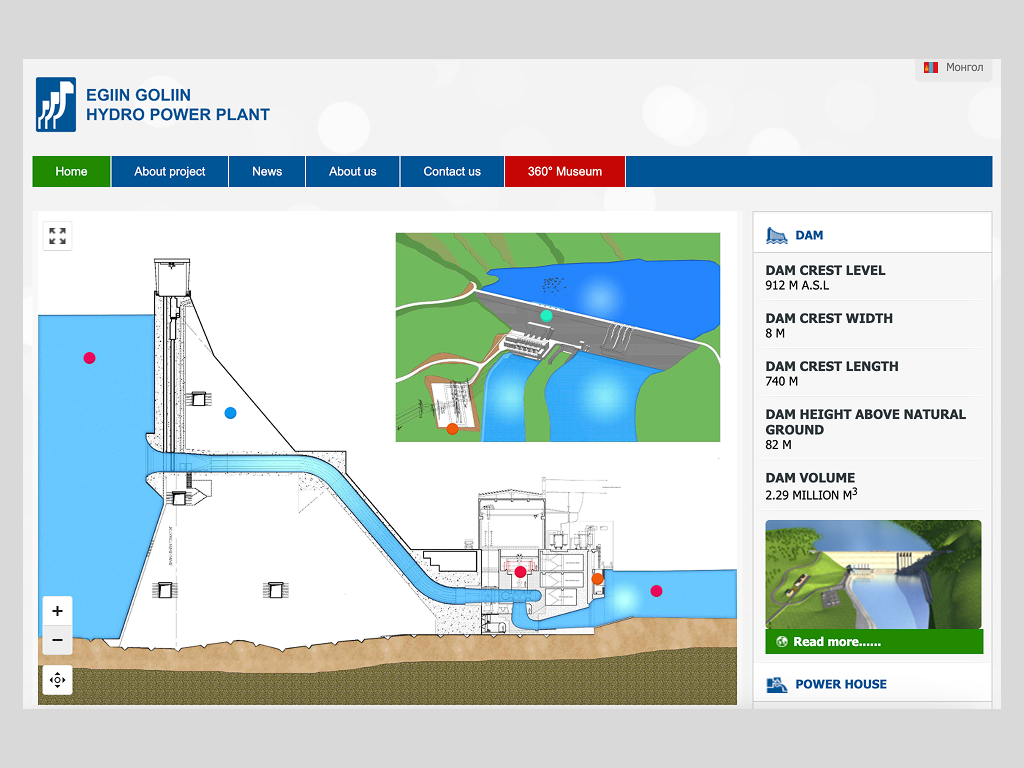 Монгол
EGIIN GOLIIN
HYDRO POWER PLANT
Home
About project
News
About us
Contact us
360° Museum
+
−
DAM
DAM CREST LEVEL
912 M A.S.L
DAM CREST WIDTH
8 M
DAM CREST LENGTH
740 M
DAM HEIGHT ABOVE NATURAL
GROUND
82 M
DAM VOLUME
2.29 MILLION M³
Read more......
POWER HOUSE